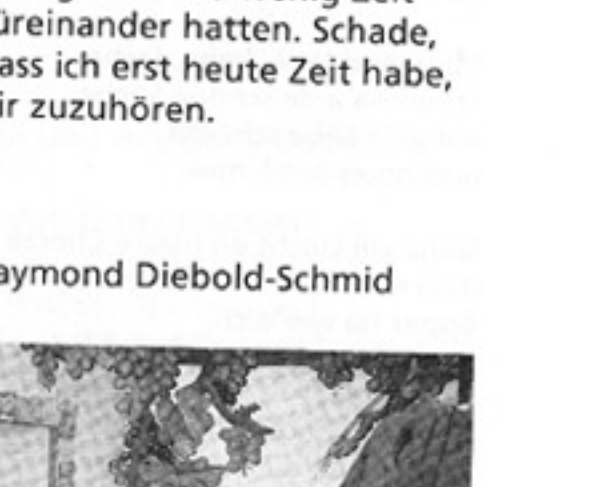 üreinander hatten. Schade,
ass ich erst heute Zeit habe,
ir zuzuhören.
aymond Diebold-Schmid